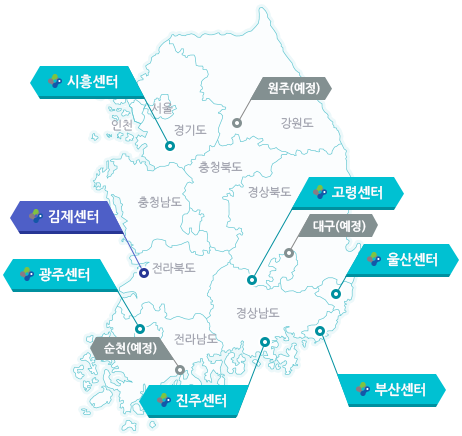 시흥센터
원주(예정)
서울
인천
경기도
강원도
충청북도
충청남도
경상북도
고령센터
김제센터
대구(예정)
울산센터
광주센터
전라북도
경상남도
전라남도
순천(예정)
진주센터
부산센터